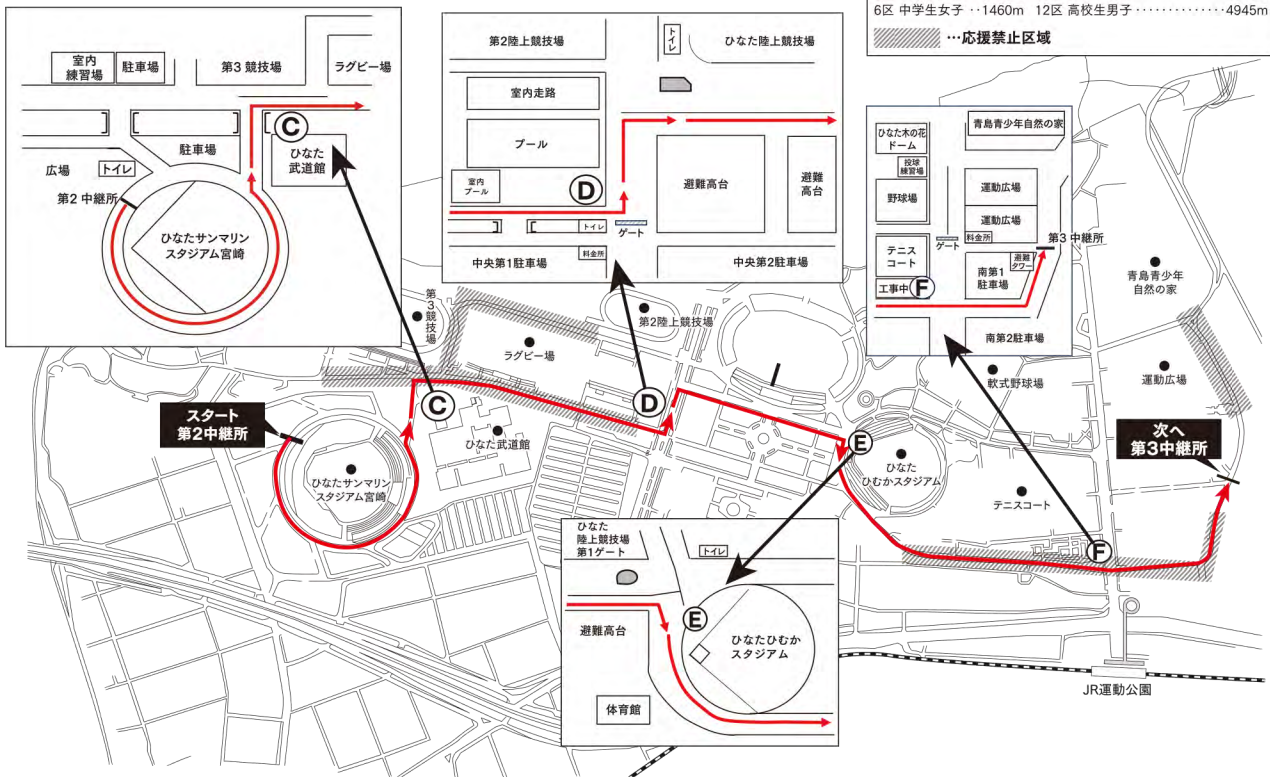 6区 中学生女子 ‥1460m 12区 高校生男子 ‥‥‥‥‥‥‥4945m
…応援禁止区域
室内
練習場
駐車場
第3競技場
ラグビー場
C
ひなた
武道館
駐車場
広場
トイレ
第2中継所
ひなたサンマリン
スタジアム宮崎
第2陸上競技場
トイレ
ひなた陸上競技場
室内走路
プール
室内
プール
D
避難高台
避難
高台
トイレ
ゲート
料金所
中央第1駐車場
中央第2駐車場
ひなた木の花
ドーム
青島青少年自然の家
投球
練習場
野球場
運動広場
運動広場
料金所
ゲート
第3中継所
テニス
コート
避難
タワー
南第1
駐車場
工事中
F
南第2駐車場
第3競技場
ラグビー場
第2陸上競技場
青島青少年
自然の家
軟式野球場
運動広場
スタート
第2中継所
C
D
E
ひなた武道館
ひなたサンマリン
スタジアム宮崎
ひなた
ひむかスタジアム
テニスコート
次へ
第3中継所
F
ひなた
陸上競技場
第1ゲート
トイレ
E
避難高台
ひなたひむか
スタジアム
体育館
JR運動公園